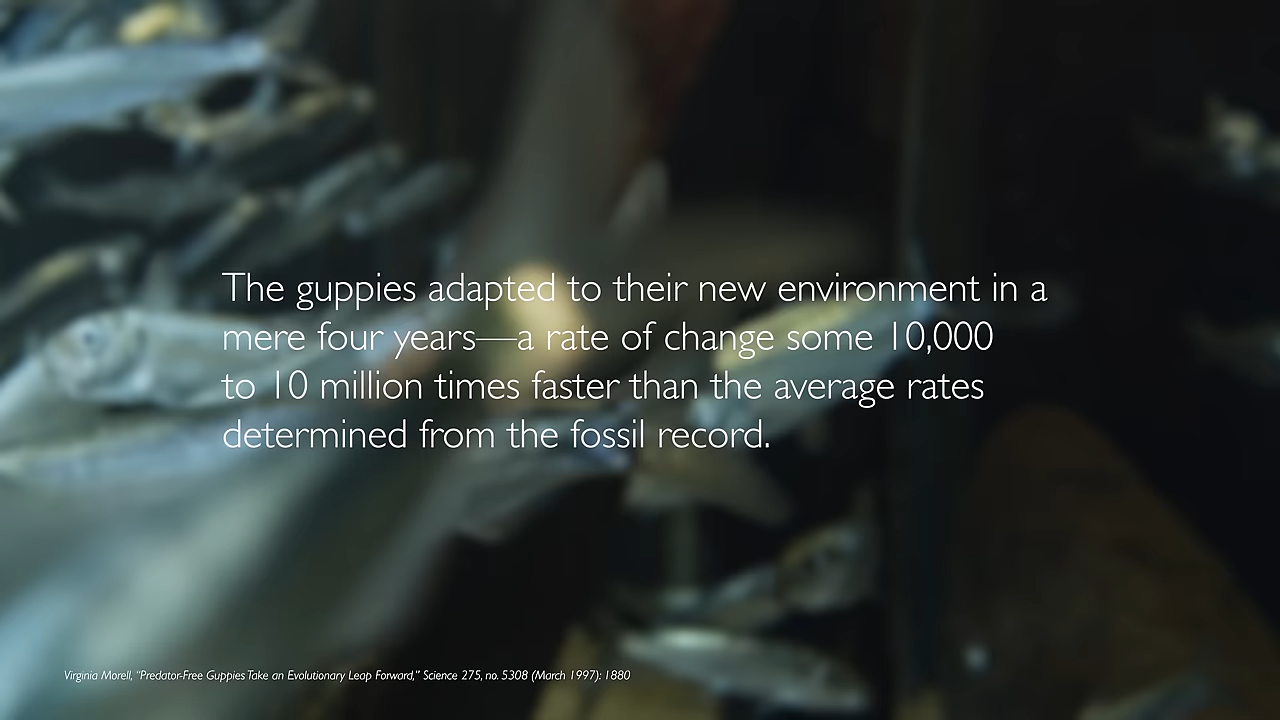 The guppies adapted to their new environment in a
mere four years—a rate of change some 10,000
to 10 million times faster than the average rates
determined from the fossil record.
Virginia Morell, “Predator-Free Guppies Take an Evolutionary Leap Forward,” Science 275, no. 5308 (March 1997): 1880